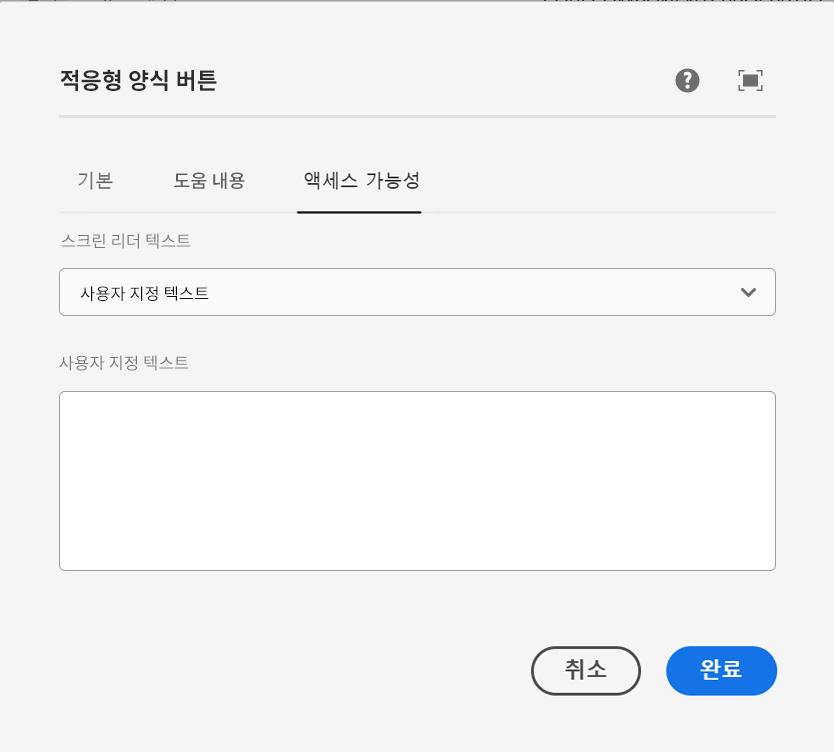 적응형 양식 버튼
기본 도움 내용 액세스 가능성
스크린 리더 텍스트
사용자 지정 텍스트
사용자 지정 텍스트
취소 완료